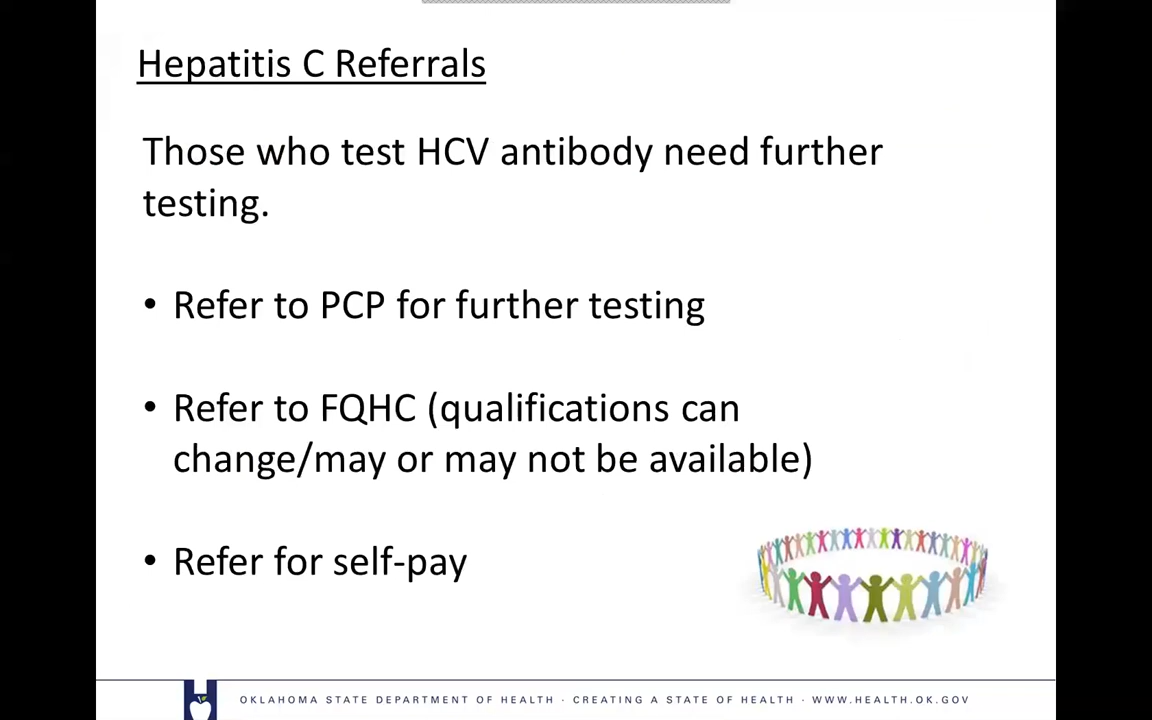 Hepatitis C Referrals
Those who test HCV antibody need further
testing.
• Refer to PCP for further testing
• Refer to FQHC (qualifications can
change/may or may not be available)
• Refer for self-pay
OKLAHOMA STATE DEPARTMENT OF HEALTH · CREATING A STATE OF HEALTH · WWW.HEALTH.OK.GOV